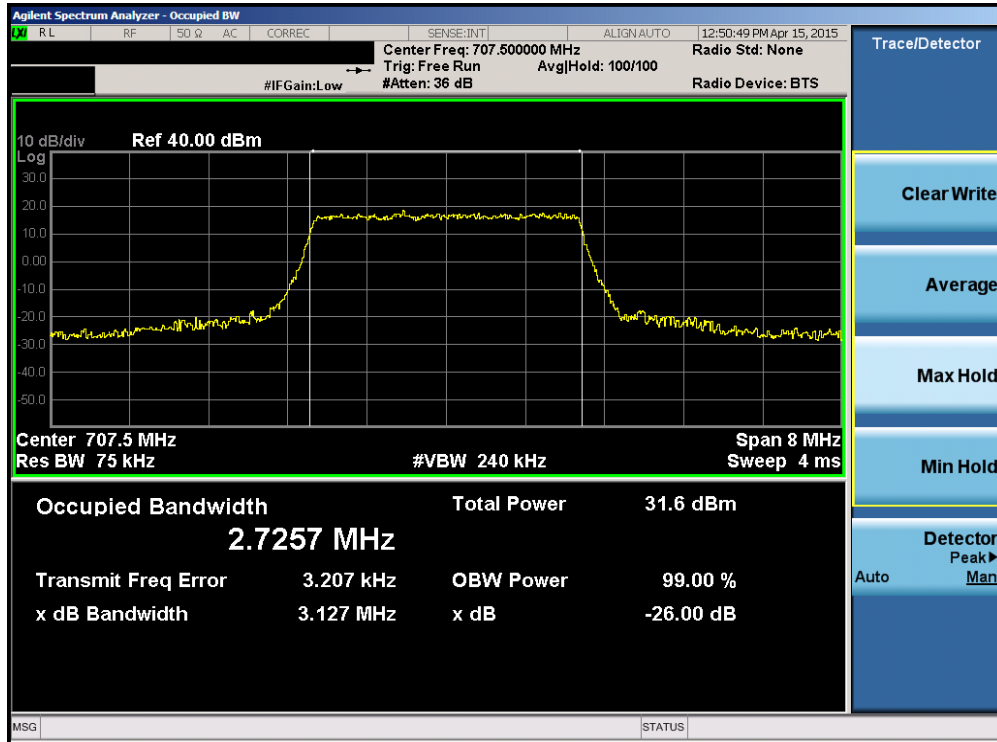 Agilent Spectrum Analyzer - Occupied BW
LXI RL RF 50 Ω AC CORREC SENSE:INT ALIGN AUTO 12:50:49 PM Apr 15, 2015
Center Freq: 707.500000 MHz Radio Std: None
Trig: Free Run Avg|Hold: 100/100
#IFGain:Low #Atten: 36 dB Radio Device: BTS
Trace/Detector
10 dB/div Ref 40.00 dBm
Log
30.0
20.0
10.0
0.00
-10.0
-20.0
-30.0
-40.0
-50.0
Center 707.5 MHz Span 8 MHz
Res BW 75 kHz #VBW 240 kHz Sweep 4 ms
Occupied Bandwidth Total Power 31.6 dBm
2.7257 MHz
Transmit Freq Error 3.207 kHz OBW Power 99.00 %
x dB Bandwidth 3.127 MHz x dB -26.00 dB
Clear Write
Average
Max Hold
Min Hold
Detector
Peak▶
Auto Man
MSG STATUS